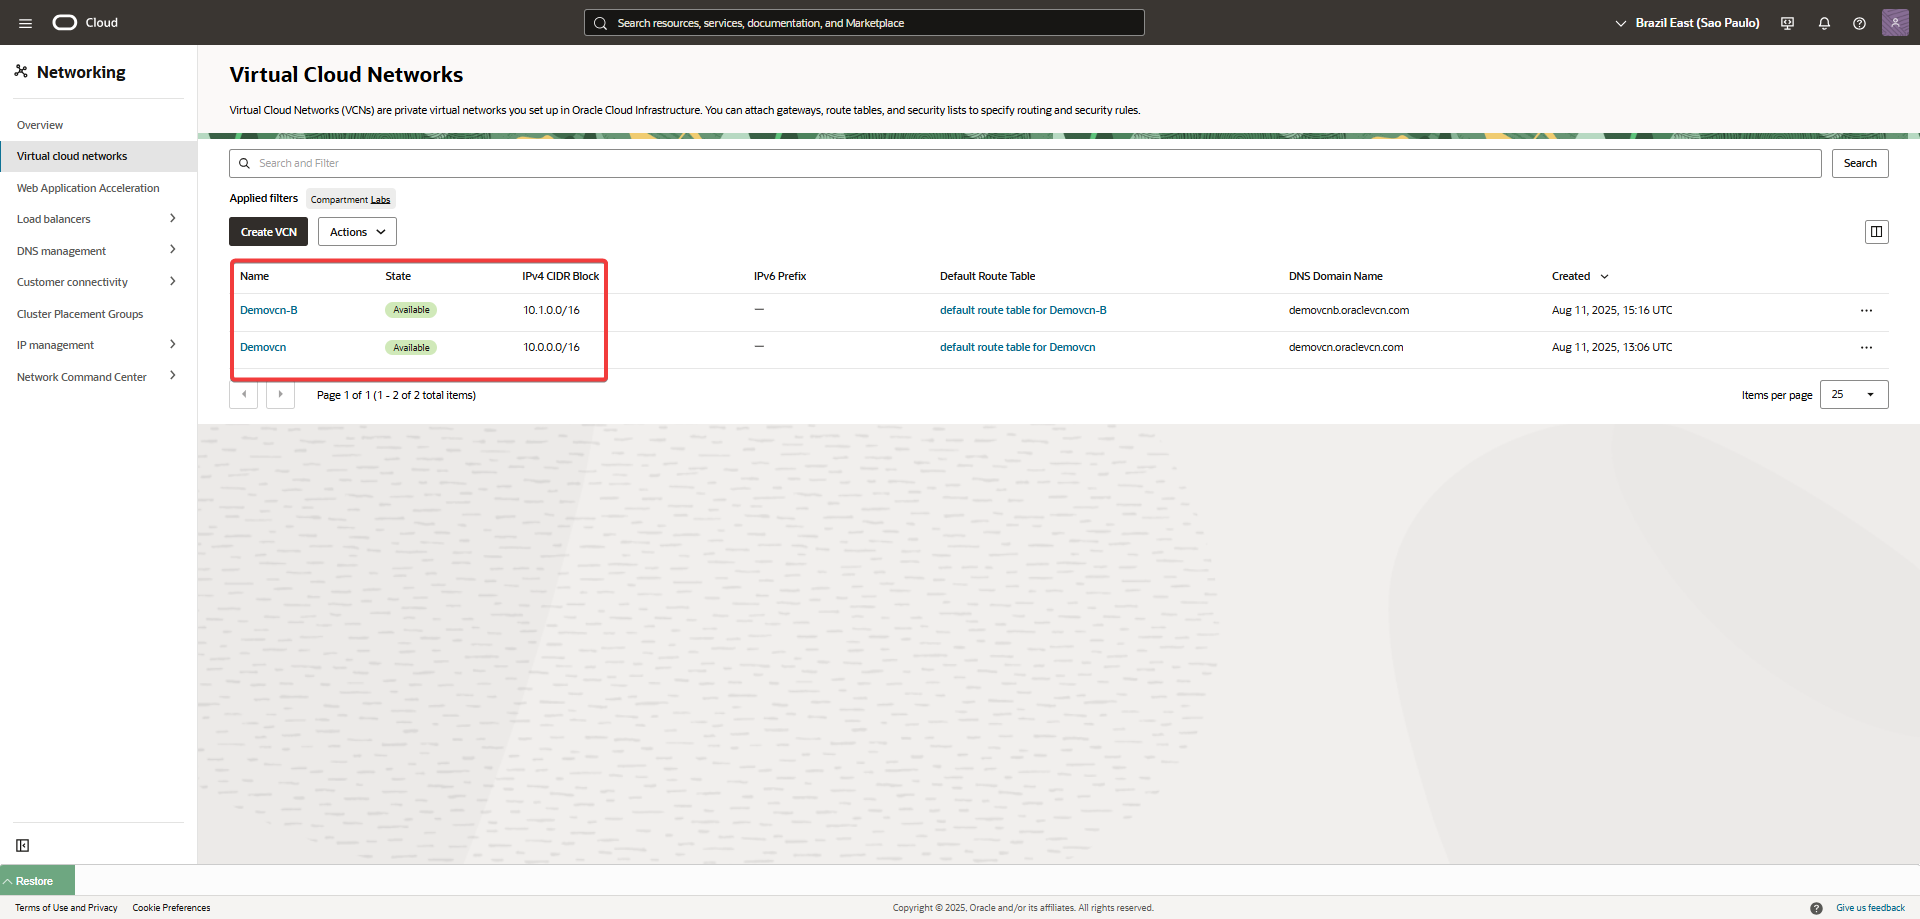 Cloud
Search resources, services, documentation, and Marketplace
Brazil East (Sao Paulo)
Networking
Overview
Virtual cloud networks
Web Application Acceleration
Load balancers
DNS management
Customer connectivity
Cluster Placement Groups
IP management
Network Command Center
Virtual Cloud Networks
Virtual Cloud Networks (VCNs) are private virtual networks you set up in Oracle Cloud Infrastructure. You can attach gateways, route tables, and security lists to specify routing and security rules.
Search and Filter
Search
Applied filters Compartment Labs
Create VCN Actions
Name State IPv4 CIDR Block IPv6 Prefix Default Route Table DNS Domain Name Created
Demovcn-B Available 10.1.0.0/16 — default route table for Demovcn-B demovcnb.oraclevcn.com Aug 11, 2025, 15:16 UTC ...
Demovcn Available 10.0.0.0/16 — default route table for Demovcn demovcn.oraclevcn.com Aug 11, 2025, 13:06 UTC ...
Page 1 of 1 (1 - 2 of 2 total items) Items per page 25
Restore
Terms of Use and Privacy Cookie Preferences Copyright © 2025, Oracle and/or its affiliates. All rights reserved. Give us feedback